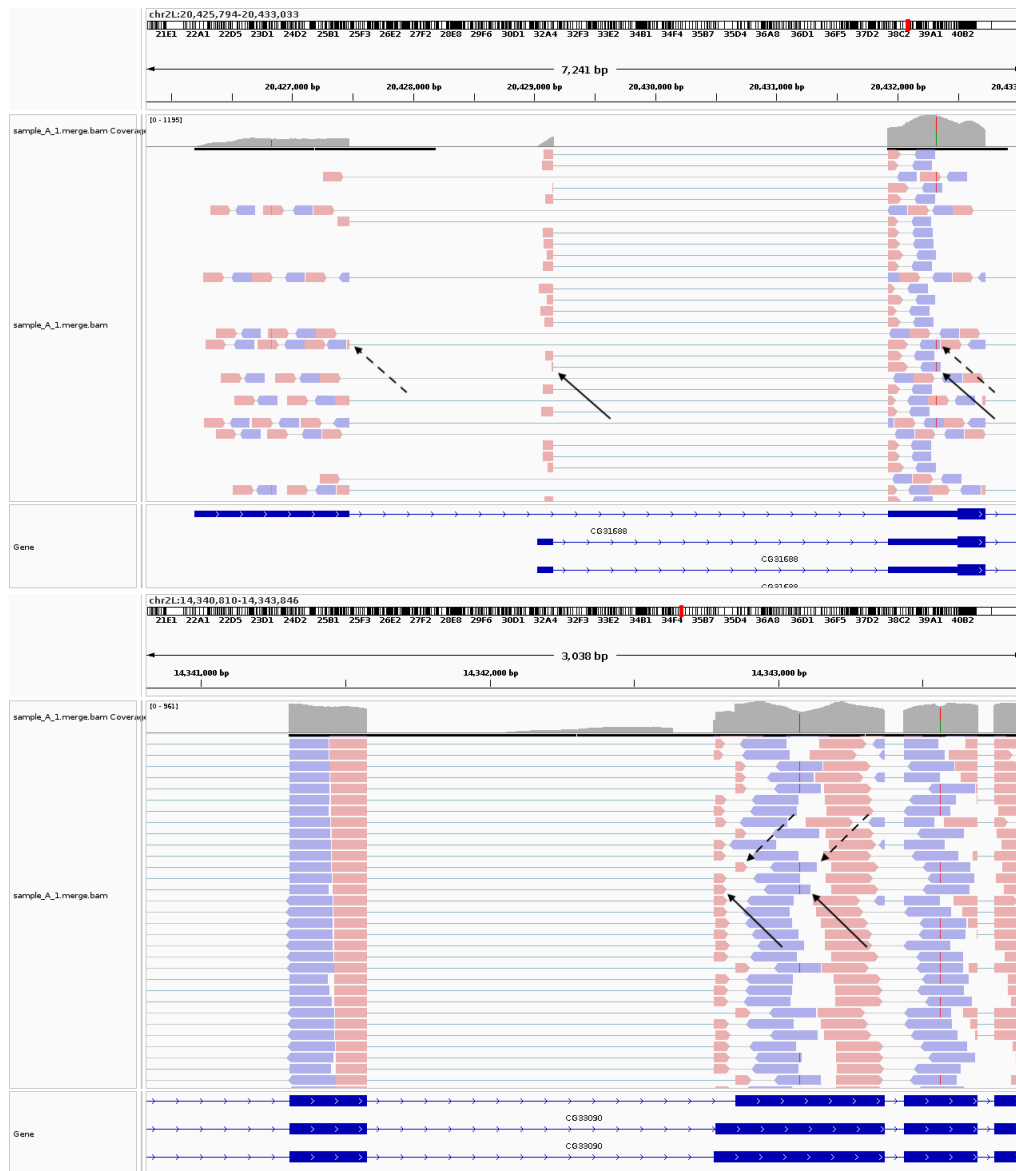 chr2L:20,425,794-20,433,033
21E1 22A1 22D5 23D1 24D2 25B1 25F3 26E2 27F2 28E8 29F6 30D1 32A4 32F3 33E2 34B1 34F4 35B7 35D4 36A8 36D1 37D2 38C2 39A1 40B2
7,241 bp
20,427,000 bp 20,428,000 bp 20,429,000 bp 20,430,000 bp 20,431,000 bp 20,432,000 bp 20,433
sample_A_1.merge.bam Coverage
[0 - 1195]
sample_A_1.merge.bam
Gene
CG31688
CG31688
CG31688
chr2L:14,340,810-14,343,846
21E1 22A1 22D5 23D1 24D2 25B1 25F3 26E2 27F2 28E8 29F6 30D1 32A4 32F3 33E2 34B1 34F4 35B7 35D4 36A8 36D1 37D2 38C2 39A1 40B2
3,038 bp
14,341,000 bp 14,342,000 bp 14,343,000 bp
sample_A_1.merge.bam Coverage
[0 - 961]
sample_A_1.merge.bam
Gene
CG33090
CG33090